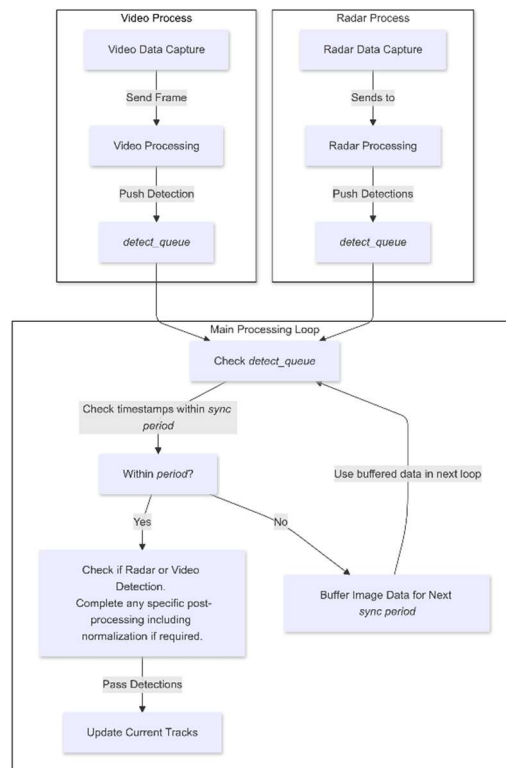 Video Process
Video Data Capture
Send Frame
Video Processing
Push Detection
detect_queue
Radar Process
Radar Data Capture
Sends to
Radar Processing
Push Detections
detect_queue
Main Processing Loop
Check detect_queue
Check timestamps within sync
period
Within period?
Use buffered data in next loop
Yes
No
Check if Radar or Video
Detection.
Complete any specific post-
processing including
normalization if required.
Buffer Image Data for Next
sync period
Pass Detections
Update Current Tracks